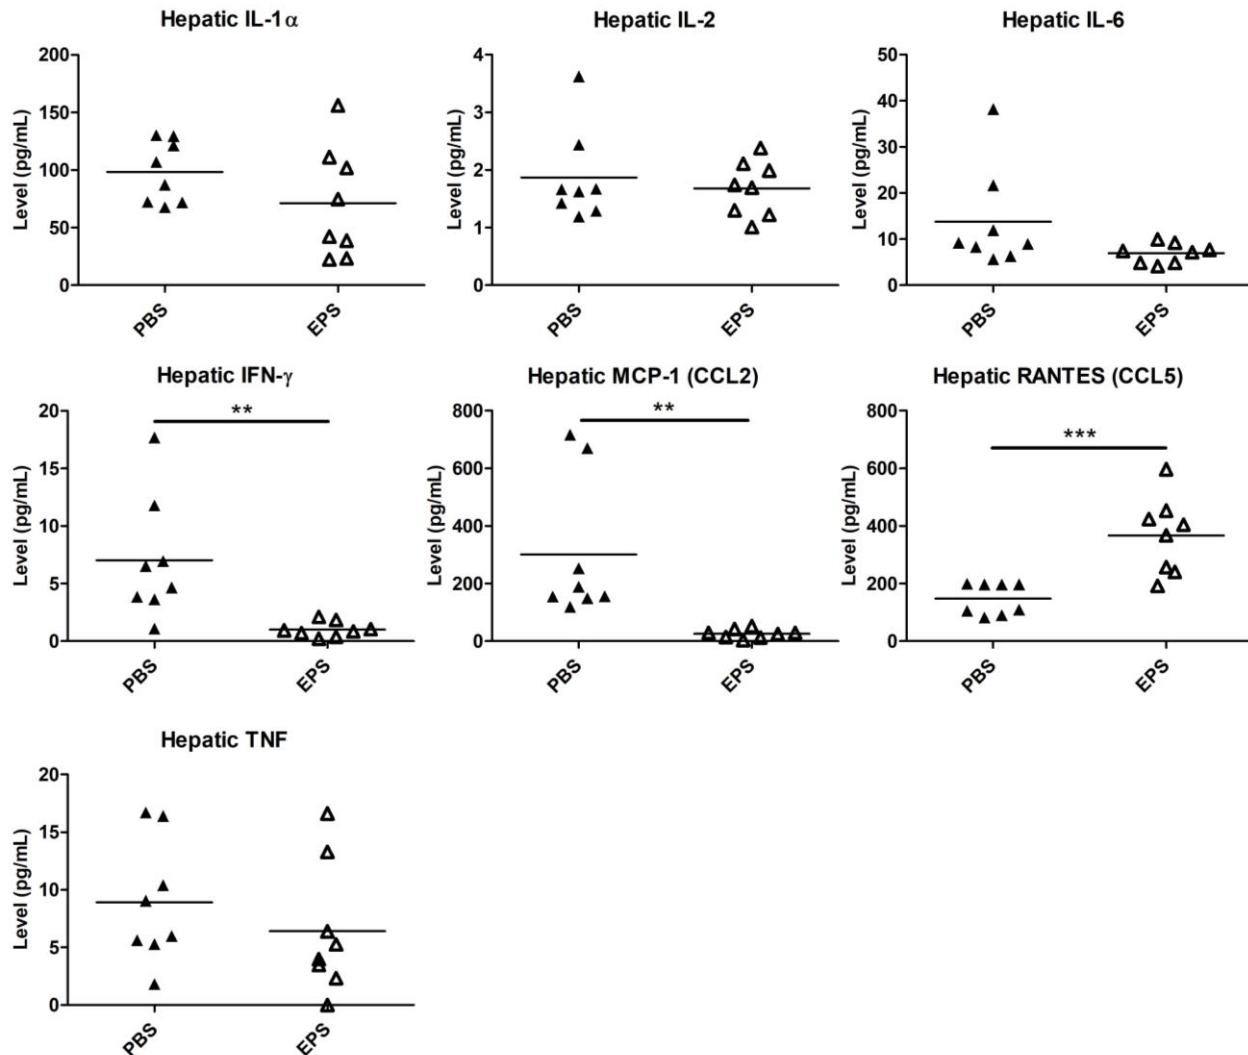 Hepatic IL-1α
Hepatic IL-2
Hepatic IL-6
Level (pg/mL)
200
150
100
50
0
PBS
EPS
Level (pg/mL)
4
3
2
1
0
PBS
EPS
Level (pg/mL)
50
40
30
20
10
0
PBS
EPS
Hepatic IFN-γ
Hepatic MCP-1 (CCL2)
Hepatic RANTES (CCL5)
Level (pg/mL)
20
15
10
5
0
**
PBS
EPS
Level (pg/mL)
800
600
400
200
0
**
PBS
EPS
Level (pg/mL)
800
600
400
200
0
***
PBS
EPS
Hepatic TNF
Level (pg/mL)
20
15
10
5
0
PBS
EPS